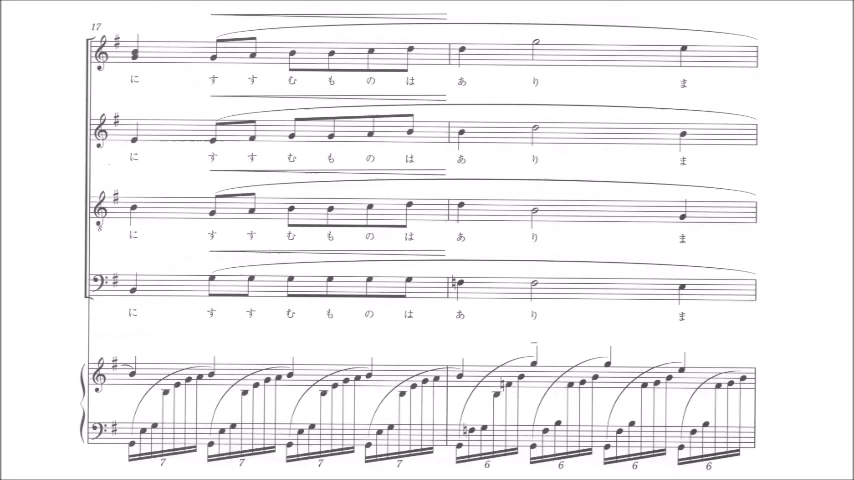 17
に す す む も の は あ り ま
に す す む も の は あ り ま
8
に す す む も の は あ り ま
に す す む も の は あ り ま
7 7 7 7 6 6 6 6